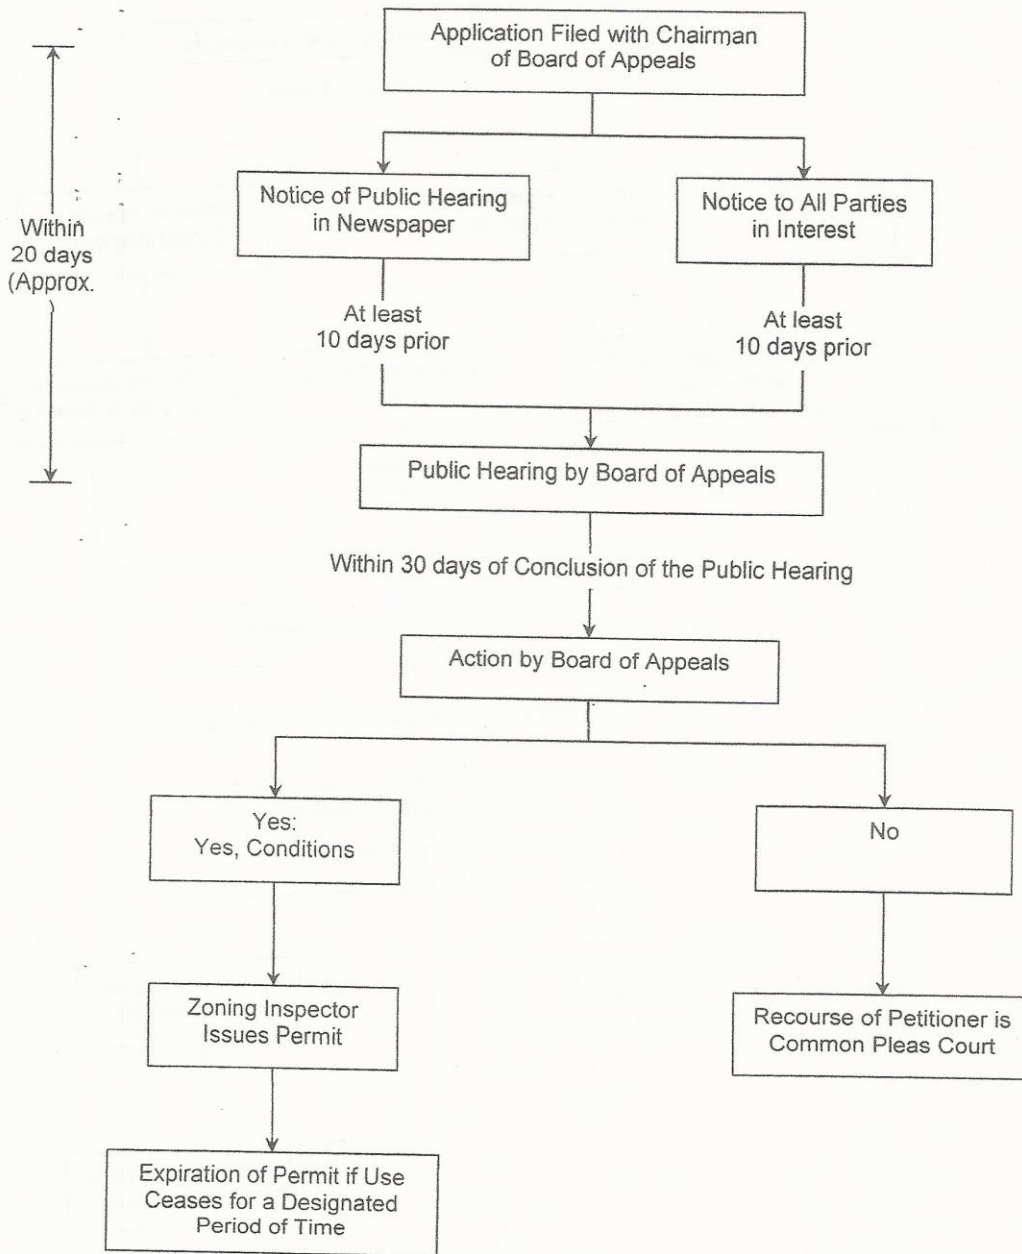 Application Filed with Chairman
of Board of Appeals
Notice of Public Hearing
in Newspaper
Notice to All Parties
in Interest
Within
20 days
(Approx.
)
At least
10 days prior
At least
10 days prior
Public Hearing by Board of Appeals
Within 30 days of Conclusion of the Public Hearing
Action by Board of Appeals
Yes:
Yes, Conditions
No
Zoning Inspector
Issues Permit
Recourse of Petitioner is
Common Pleas Court
Expiration of Permit if Use
Ceases for a Designated
Period of Time